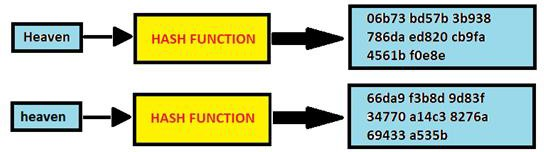 Heaven
HASH FUNCTION
06b73 bd57b 3b938
786da ed820 cb9fa
4561b f0e8e
heaven
HASH FUNCTION
66da9 f3b8d 9d83f
34770 a14c3 8276a
69433 a535b